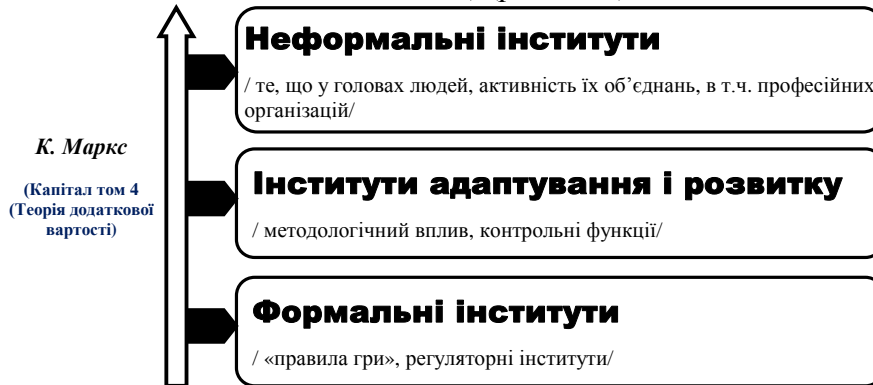 Неформальні інститути
/ те, що у головах людей, активність їх об’єднань, в т.ч. професійних
організацій/
К. Маркс
(Капітал том 4
(Теорія додаткової
вартості)
Інститути адаптування і розвитку
/ методологічний вплив, контрольні функції/
Формальні інститути
/ «правила гри», регуляторні інститути/